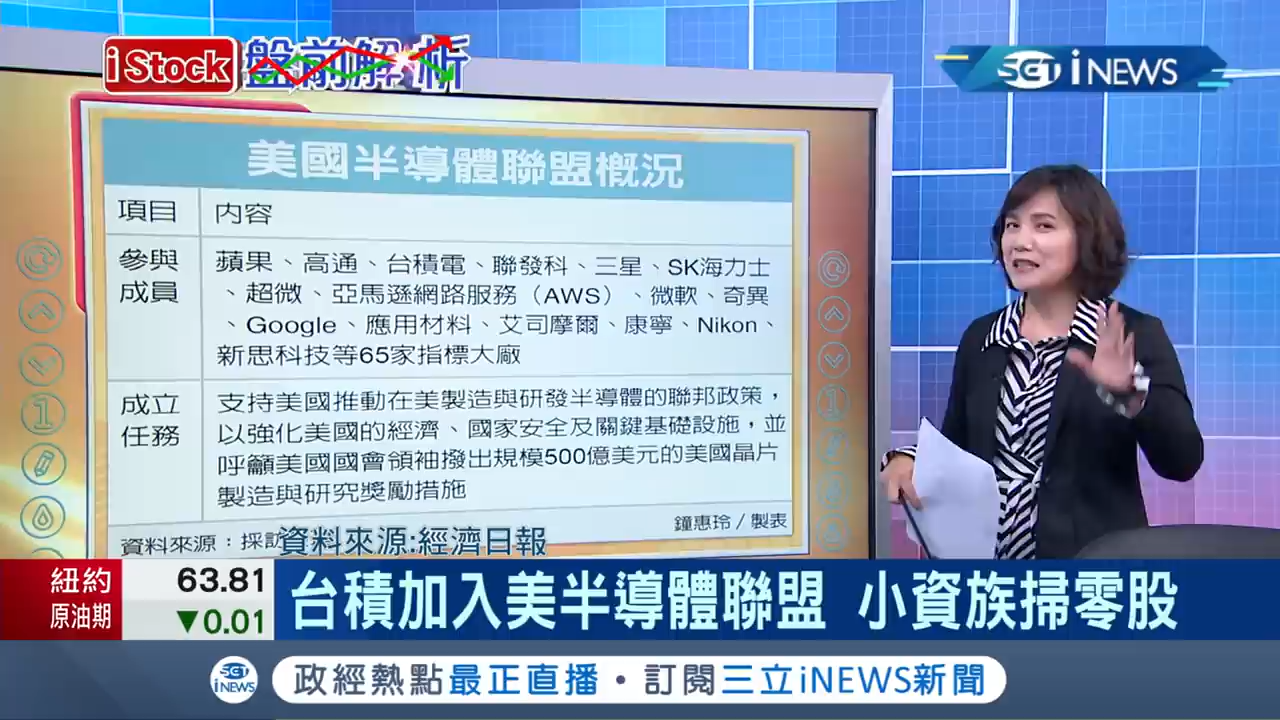 iStock 盤前解析
SET iNEWS
美國半導體聯盟概況
項目 內容
參與成員
蘋果、高通、台積電、聯發科、三星、SK海力士
、超微、亞馬遜網路服務（AWS）、微軟、奇異
、Google、應用材料、艾司摩爾、康寧、Nikon、
新思科技等65家指標大廠
成立任務
支持美國推動在美製造與研發半導體的聯邦政策，
以強化美國的經濟、國家安全及關鍵基礎設施，並
呼籲美國國會領袖撥出規模500億美元的美國晶片
製造與研究獎勵措施
鐘惠玲／製表
資料來源：採訪
資料來源:經濟日報
紐約
原油期
63.81
▼0.01
台積加入美半導體聯盟 小資族掃零股
SET iNEWS
政經熱點最正直播・訂閱三立iNEWS新聞